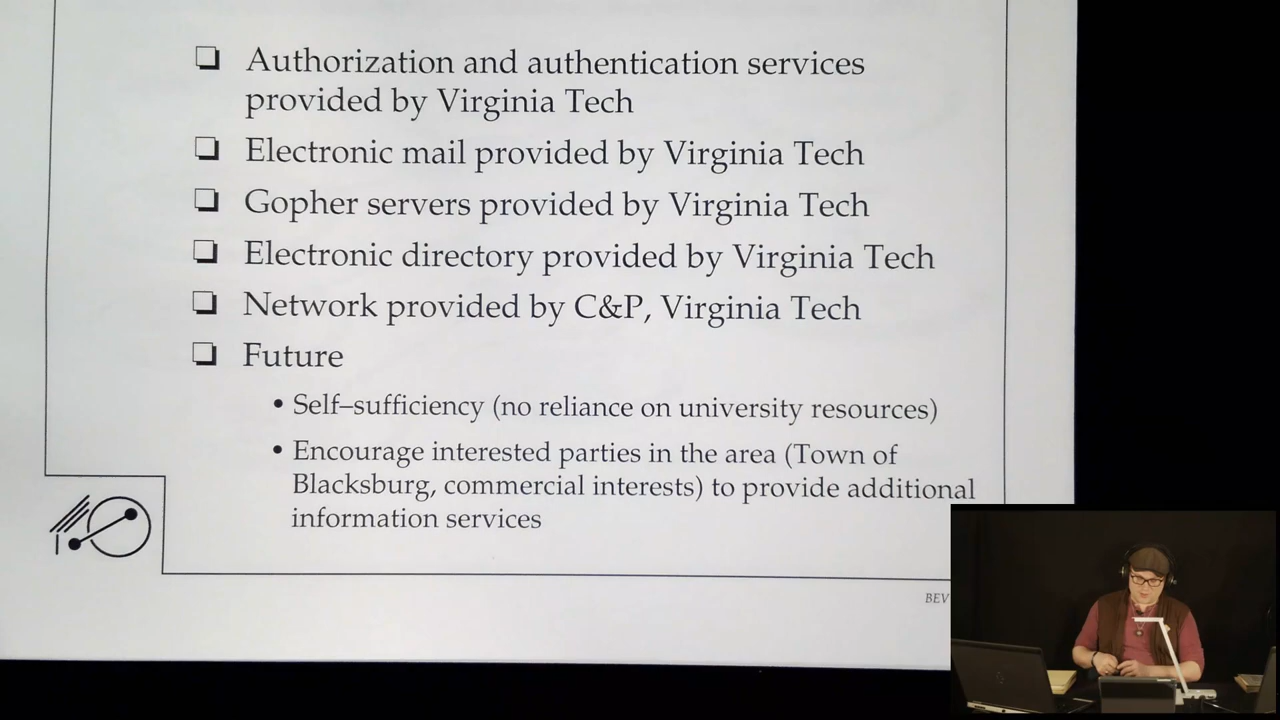 ❏ Authorization and authentication services
provided by Virginia Tech
❏ Electronic mail provided by Virginia Tech
❏ Gopher servers provided by Virginia Tech
❏ Electronic directory provided by Virginia Tech
❏ Network provided by C&P, Virginia Tech
❏ Future
• Self–sufficiency (no reliance on university resources)
• Encourage interested parties in the area (Town of
Blacksburg, commercial interests) to provide additional
information services
BEV